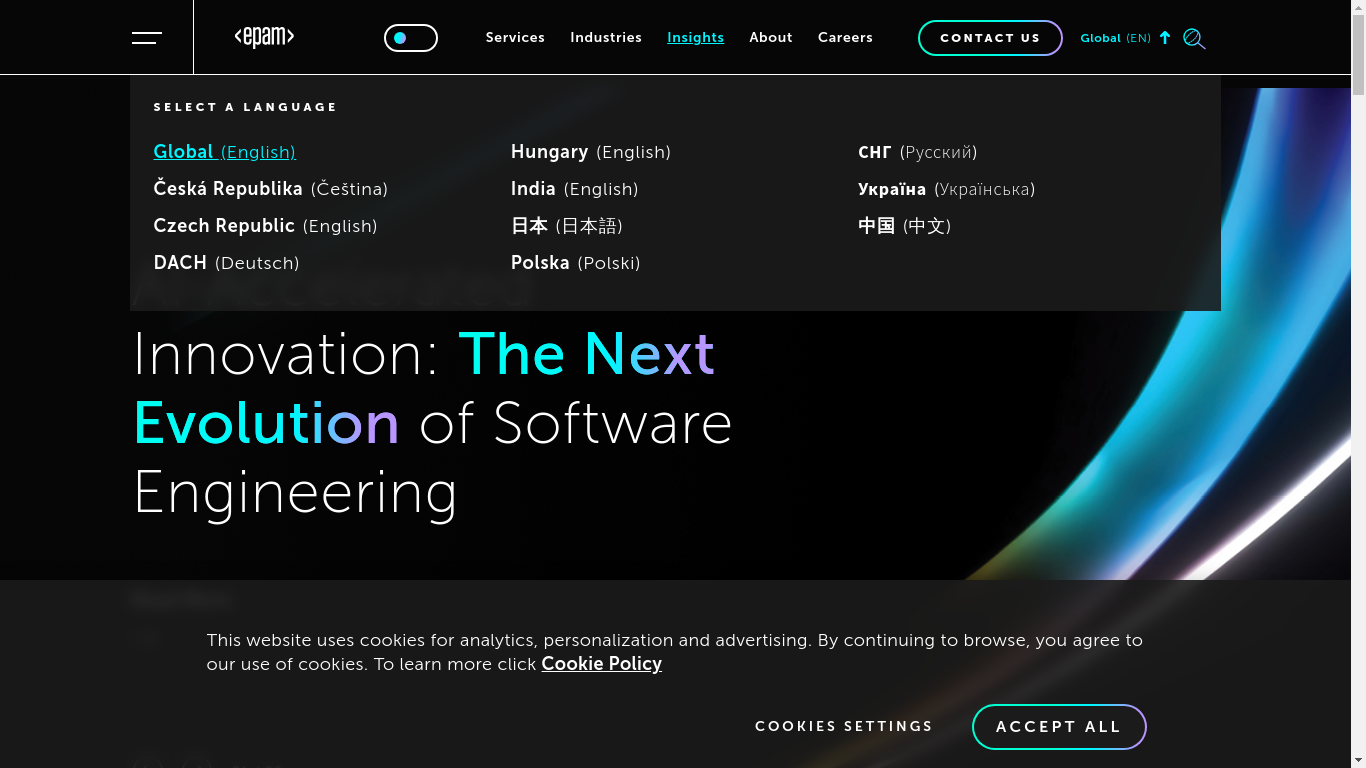 <epam>
Services
Industries
Insights
About
Careers
CONTACT US
Global (EN)
SELECT A LANGUAGE
Global (English)
Česká Republika (Čeština)
Czech Republic (English)
DACH (Deutsch)
Hungary (English)
India (English)
日本 (日本語)
Polska (Polski)
СНГ (Русский)
Україна (Українська)
中国 (中文)
Innovation: The Next
Evolution of Software
Engineering
This website uses cookies for analytics, personalization and advertising. By continuing to browse, you agree to
our use of cookies. To learn more click Cookie Policy
COOKIES SETTINGS
ACCEPT ALL